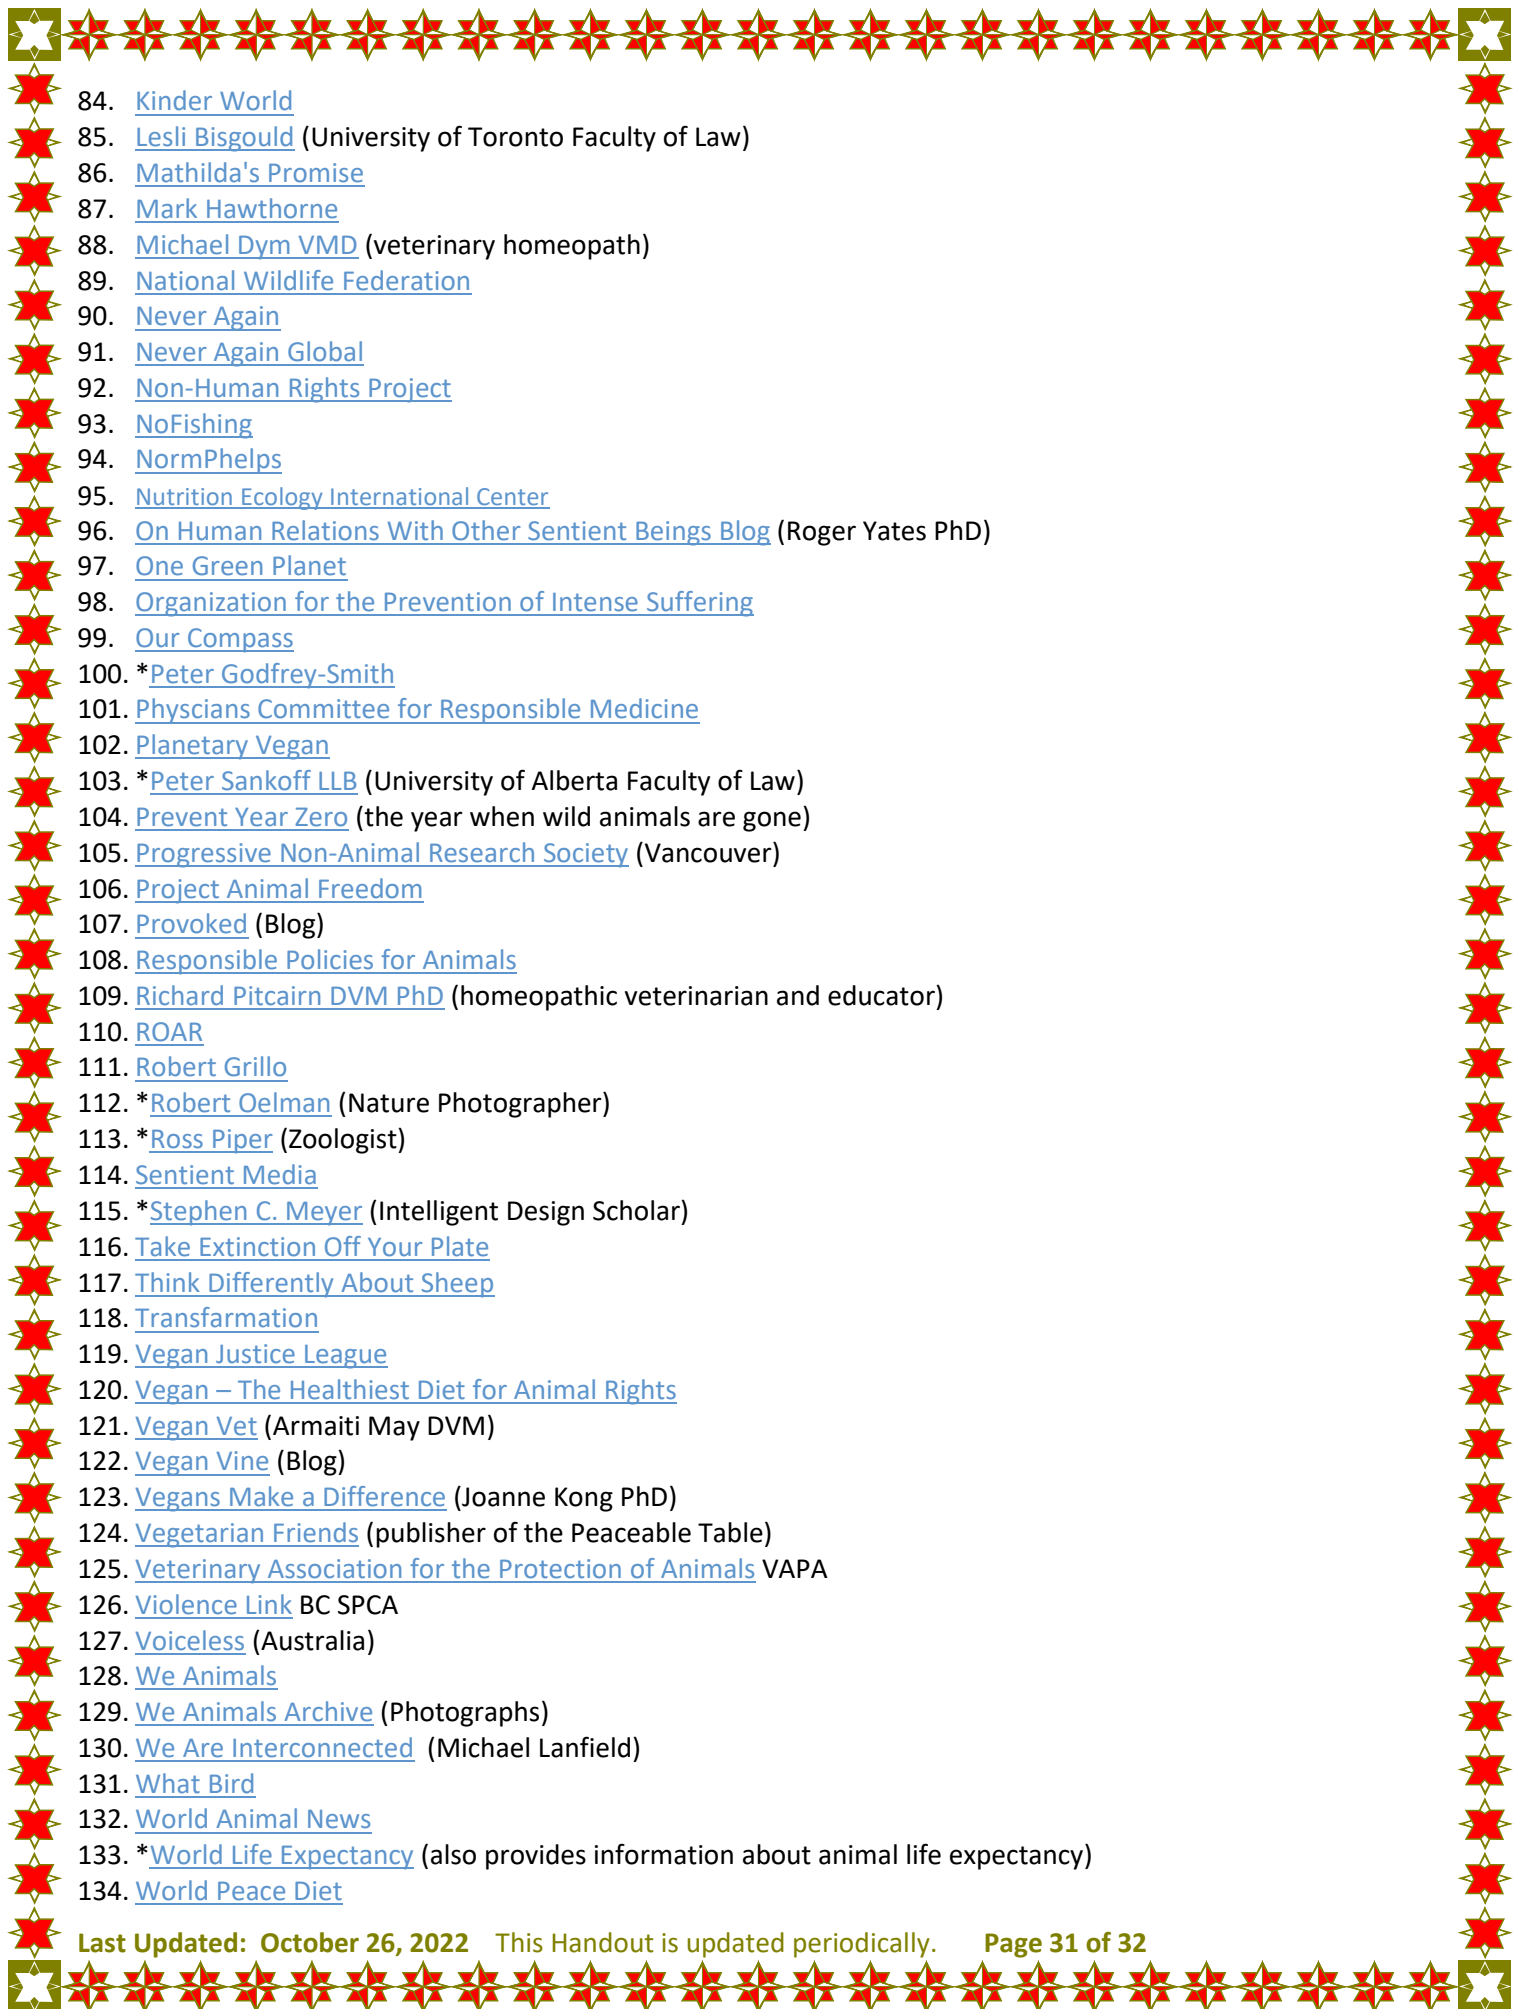 84. Kinder World
85. Lesli Bisgould (University of Toronto Faculty of Law)
86. Mathilda's Promise
87. Mark Hawthorne
88. Michael Dym VMD (veterinary homeopath)
89. National Wildlife Federation
90. Never Again
91. Never Again Global
92. Non-Human Rights Project
93. NoFishing
94. NormPhelps
95. Nutrition Ecology International Center
96. On Human Relations With Other Sentient Beings Blog (Roger Yates PhD)
97. One Green Planet
98. Organization for the Prevention of Intense Suffering
99. Our Compass
100. *Peter Godfrey-Smith
101. Physcians Committee for Responsible Medicine
102. Planetary Vegan
103. *Peter Sankoff LLB (University of Alberta Faculty of Law)
104. Prevent Year Zero (the year when wild animals are gone)
105. Progressive Non-Animal Research Society (Vancouver)
106. Project Animal Freedom
107. Provoked (Blog)
108. Responsible Policies for Animals
109. Richard Pitcairn DVM PhD (homeopathic veterinarian and educator)
110. ROAR
111. Robert Grillo
112. *Robert Oelman (Nature Photographer)
113. *Ross Piper (Zoologist)
114. Sentient Media
115. *Stephen C. Meyer (Intelligent Design Scholar)
116. Take Extinction Off Your Plate
117. Think Differently About Sheep
118. Transfarmation
119. Vegan Justice League
120. Vegan – The Healthiest Diet for Animal Rights
121. Vegan Vet (Armaiti May DVM)
122. Vegan Vine (Blog)
123. Vegans Make a Difference (Joanne Kong PhD)
124. Vegetarian Friends (publisher of the Peaceable Table)
125. Veterinary Association for the Protection of Animals VAPA
126. Violence Link BC SPCA
127. Voiceless (Australia)
128. We Animals
129. We Animals Archive (Photographs)
130. We Are Interconnected (Michael Lanfield)
131. What Bird
132. World Animal News
133. *World Life Expectancy (also provides information about animal life expectancy)
134. World Peace Diet
Last Updated: October 26, 2022 This Handout is updated periodically. Page 31 of 32